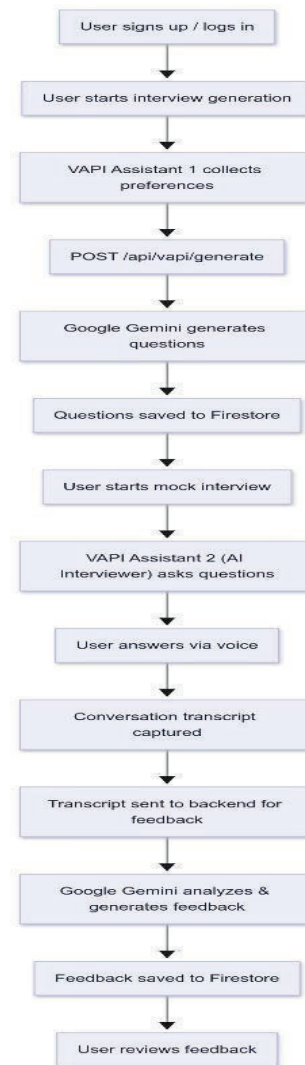 User signs up / logs in
User starts interview generation
VAPI Assistant 1 collects
preferences
POST /api/vapi/generate
Google Gemini generates
questions
Questions saved to Firestore
User starts mock interview
VAPI Assistant 2 (AI
Interviewer) asks questions
User answers via voice
Conversation transcript
captured
Transcript sent to backend for
feedback
Google Gemini analyzes &
generates feedback
Feedback saved to Firestore
User reviews feedback